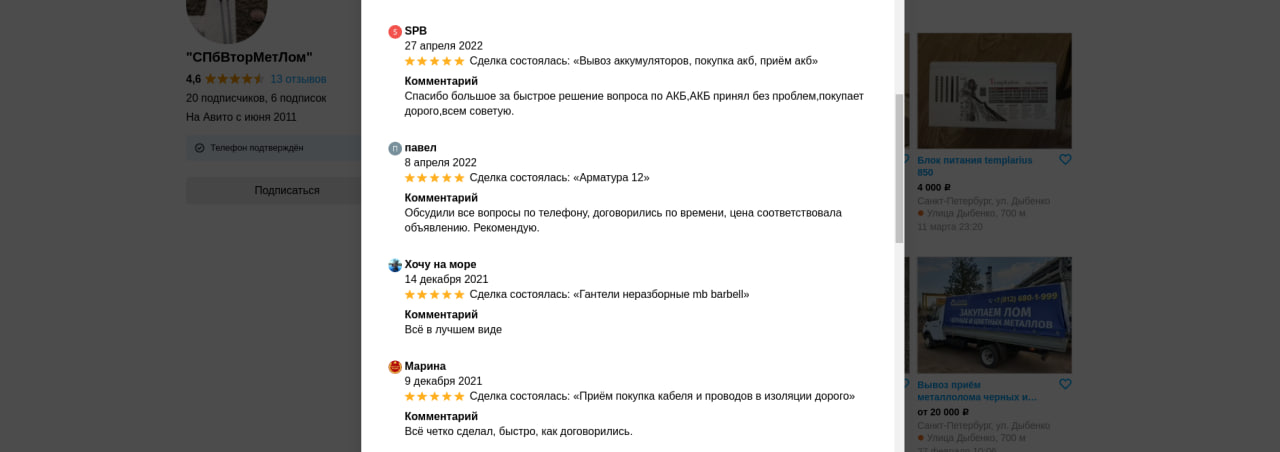 "СПбВторМетЛом"
4,6 13 отзывов
20 подписчиков, 6 подписок
На Авито с июня 2011
Телефон подтверждён
Подписаться
S
SPB
27 апреля 2022
Сделка состоялась: «Вывоз аккумуляторов, покупка акб, приём акб»
Комментарий
Спасибо большое за быстрое решение вопроса по АКБ,АКБ принял без проблем,покупает
дорого,всем советую.
П
павел
8 апреля 2022
Сделка состоялась: «Арматура 12»
Комментарий
Обсудили все вопросы по телефону, договорились по времени, цена соответствовала
объявлению. Рекомендую.
Хочу на море
14 декабря 2021
Сделка состоялась: «Гантели неразборные mb barbell»
Комментарий
Всё в лучшем виде
Марина
9 декабря 2021
Сделка состоялась: «Приём покупка кабеля и проводов в изоляции дорого»
Комментарий
Всё четко сделал, быстро, как договорились.
Templarius
Блок питания templarius
850
4 000 ₽
Санкт-Петербург, ул. Дыбенко
Улица Дыбенко, 700 м
11 марта 23:20
+7 (812) 680-1-999
ЗАКУПАЕМ ЛОМ
ЧЕРНЫХ И ЦВЕТНЫХ МЕТАЛЛОВ
Вывоз приём
металлолома черных и…
от 20 000 ₽
Санкт-Петербург, ул. Дыбенко
Улица Дыбенко, 700 м
27 февраля 10:06